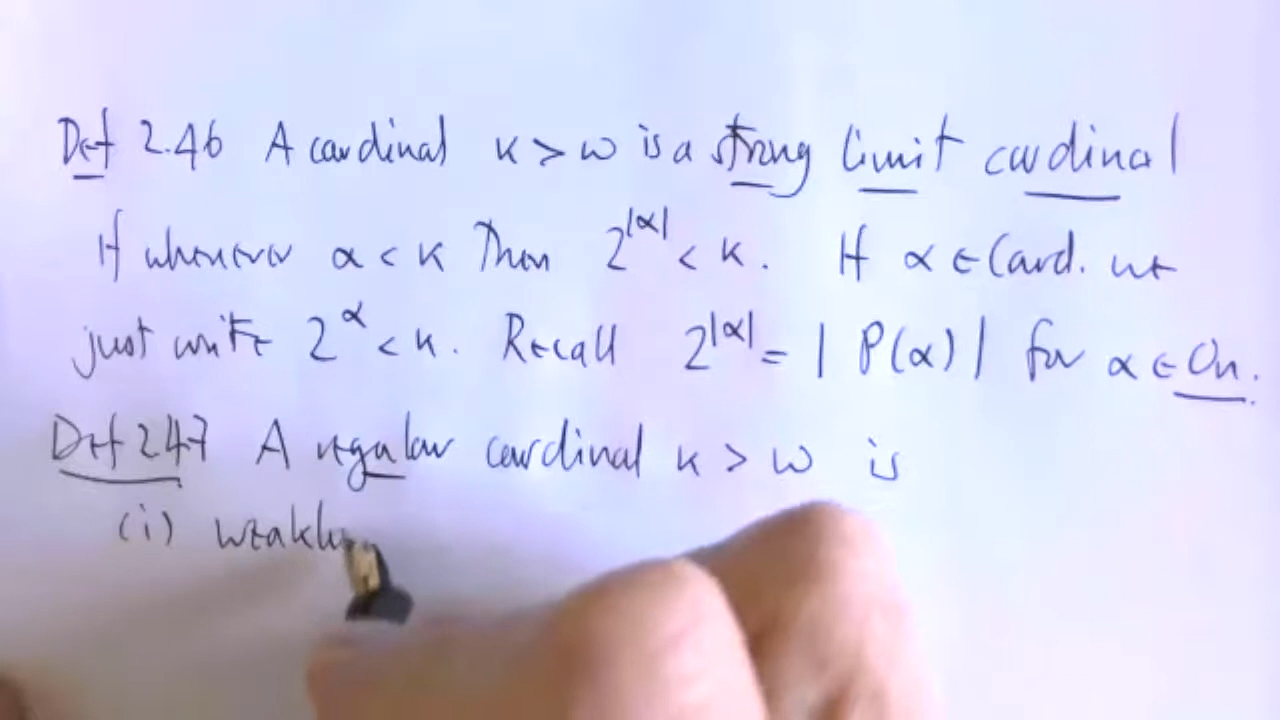 Def 2.46 A cardinal κ > ω is a strong limit cardinal
if whenever α < κ then 2^|α| < κ. If α ∈ Card. we
just write 2^α < κ. Recall 2^|α| = | P(α) | for α ∈ On.
Def 2.47 A regular cardinal κ > ω is
(i) weakly